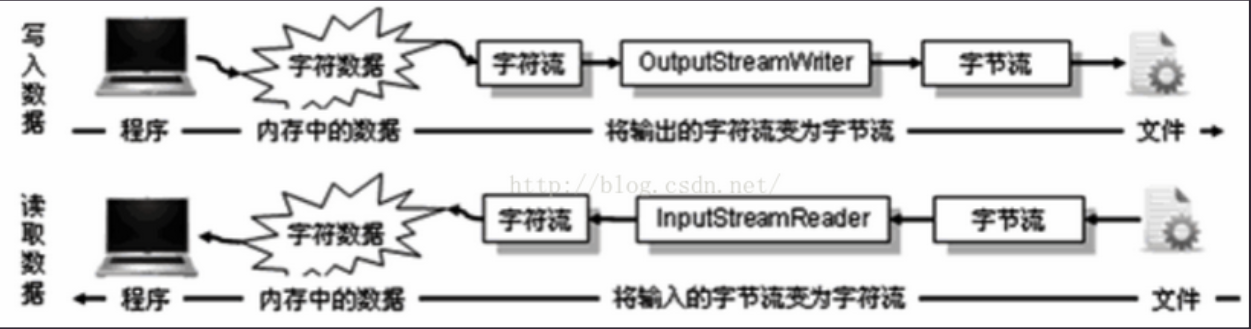 写入数据
字符数据 字符流 OutputStreamWriter 字节流
程序 内存中的数据 将输出的字符流变为字节流 文件
http://blog.csdn.net/
读取数据
字符数据 字符流 InputStreamReader 字节流
程序 内存中的数据 将输入的字节流变为字符流 文件